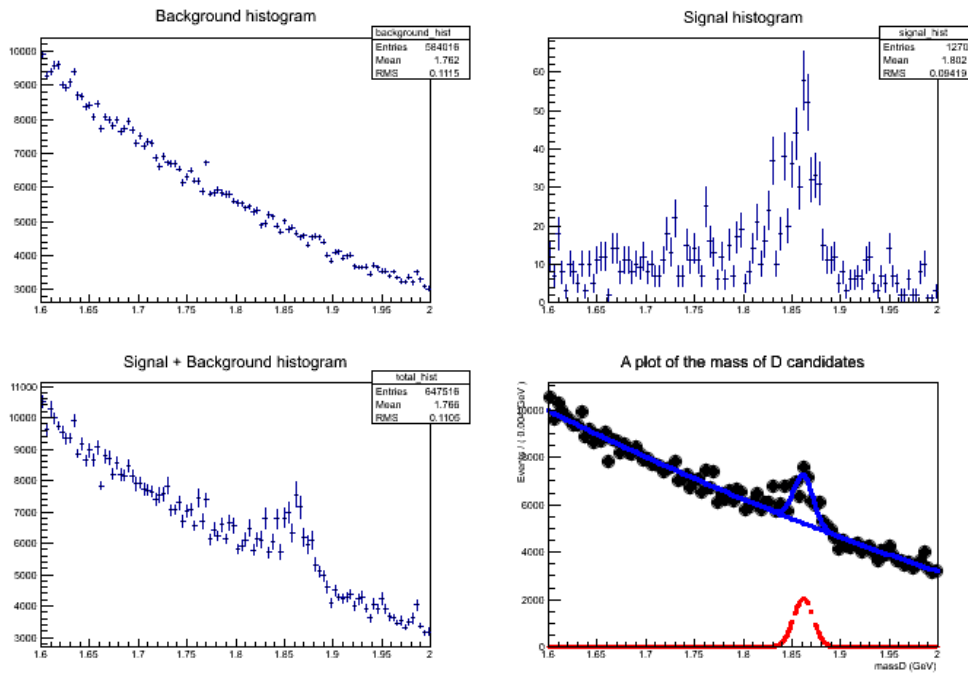 Background histogram
background_hist
Entries 584016
Mean 1.762
RMS 0.1115
10000
9000
8000
7000
6000
5000
4000
3000
1.6 1.65 1.7 1.75 1.8 1.85 1.9 1.95 2
Signal histogram
signal_hist
Entries 1270
Mean 1.802
RMS 0.09419
60
50
40
30
20
10
0
1.6 1.65 1.7 1.75 1.8 1.85 1.9 1.95 2
Signal + Background histogram
total_hist
Entries 647516
Mean 1.766
RMS 0.1105
11000
10000
9000
8000
7000
6000
5000
4000
3000
1.6 1.65 1.7 1.75 1.8 1.85 1.9 1.95 2
A plot of the mass of D candidates
Events / ( 0.004 GeV )
10000
8000
6000
4000
2000
0
1.6 1.65 1.7 1.75 1.8 1.85 1.9 1.95 2
massD (GeV)